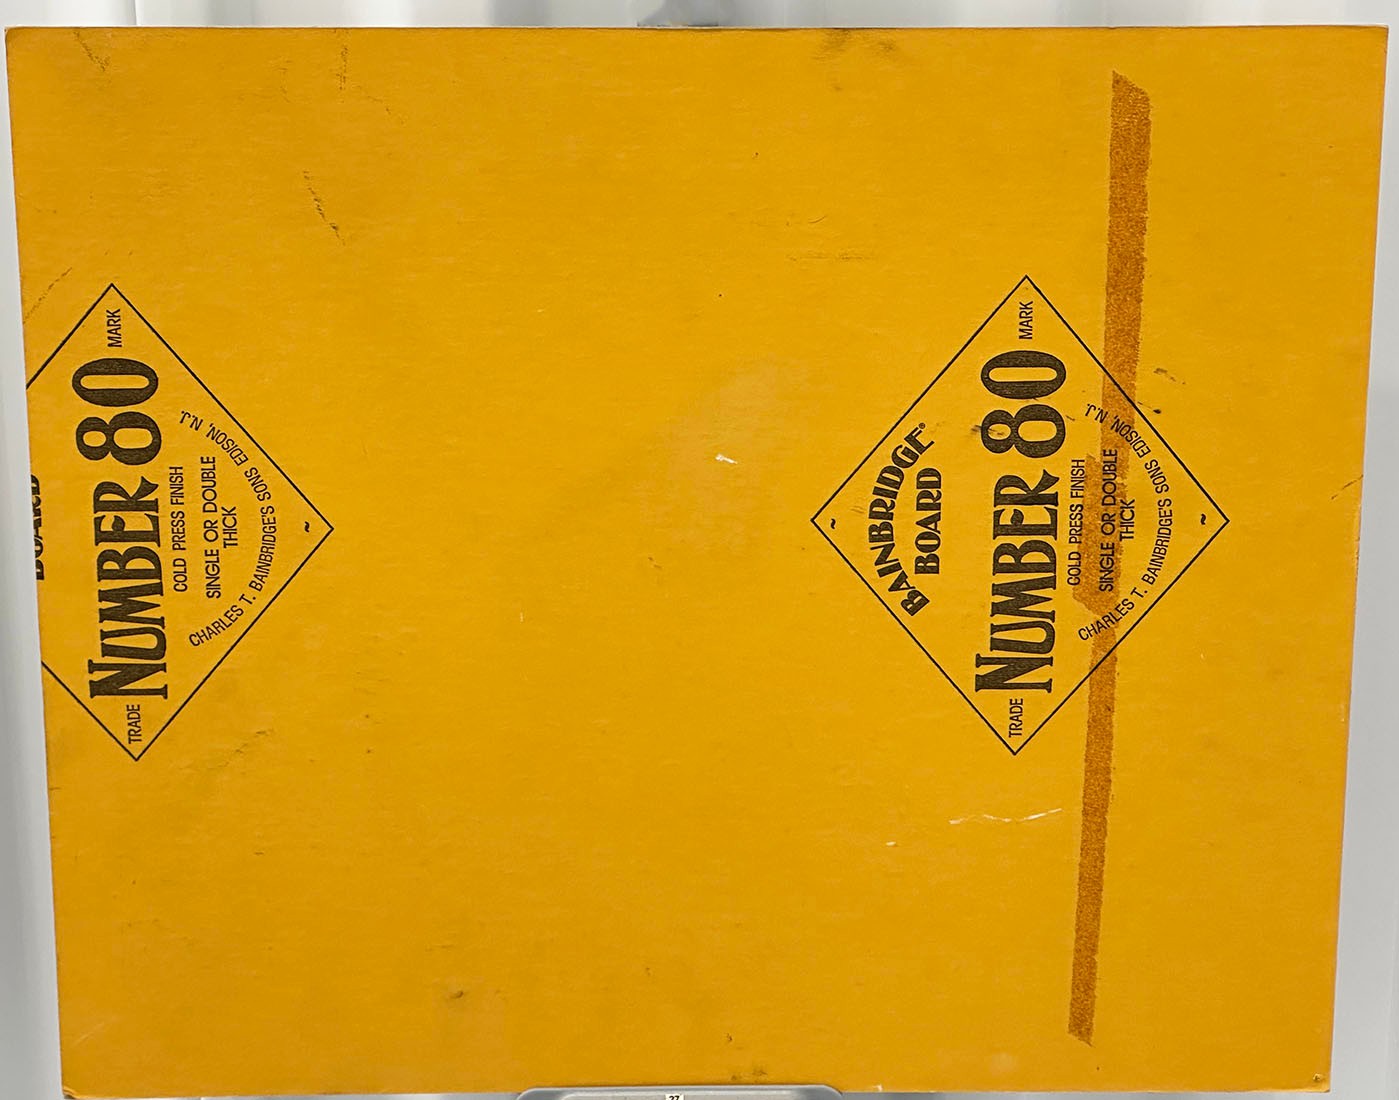 BOARD
TRADE NUMBER 80 MARK
COLD PRESS FINISH
SINGLE OR DOUBLE
THICK
CHARLES T. BAINBRIDGE'S SONS EDISON, N.J.
~
~
BAINBRIDGE®
BOARD
TRADE NUMBER 80 MARK
COLD PRESS FINISH
SINGLE OR DOUBLE
THICK
CHARLES T. BAINBRIDGE'S SONS EDISON, N.J.
~
27